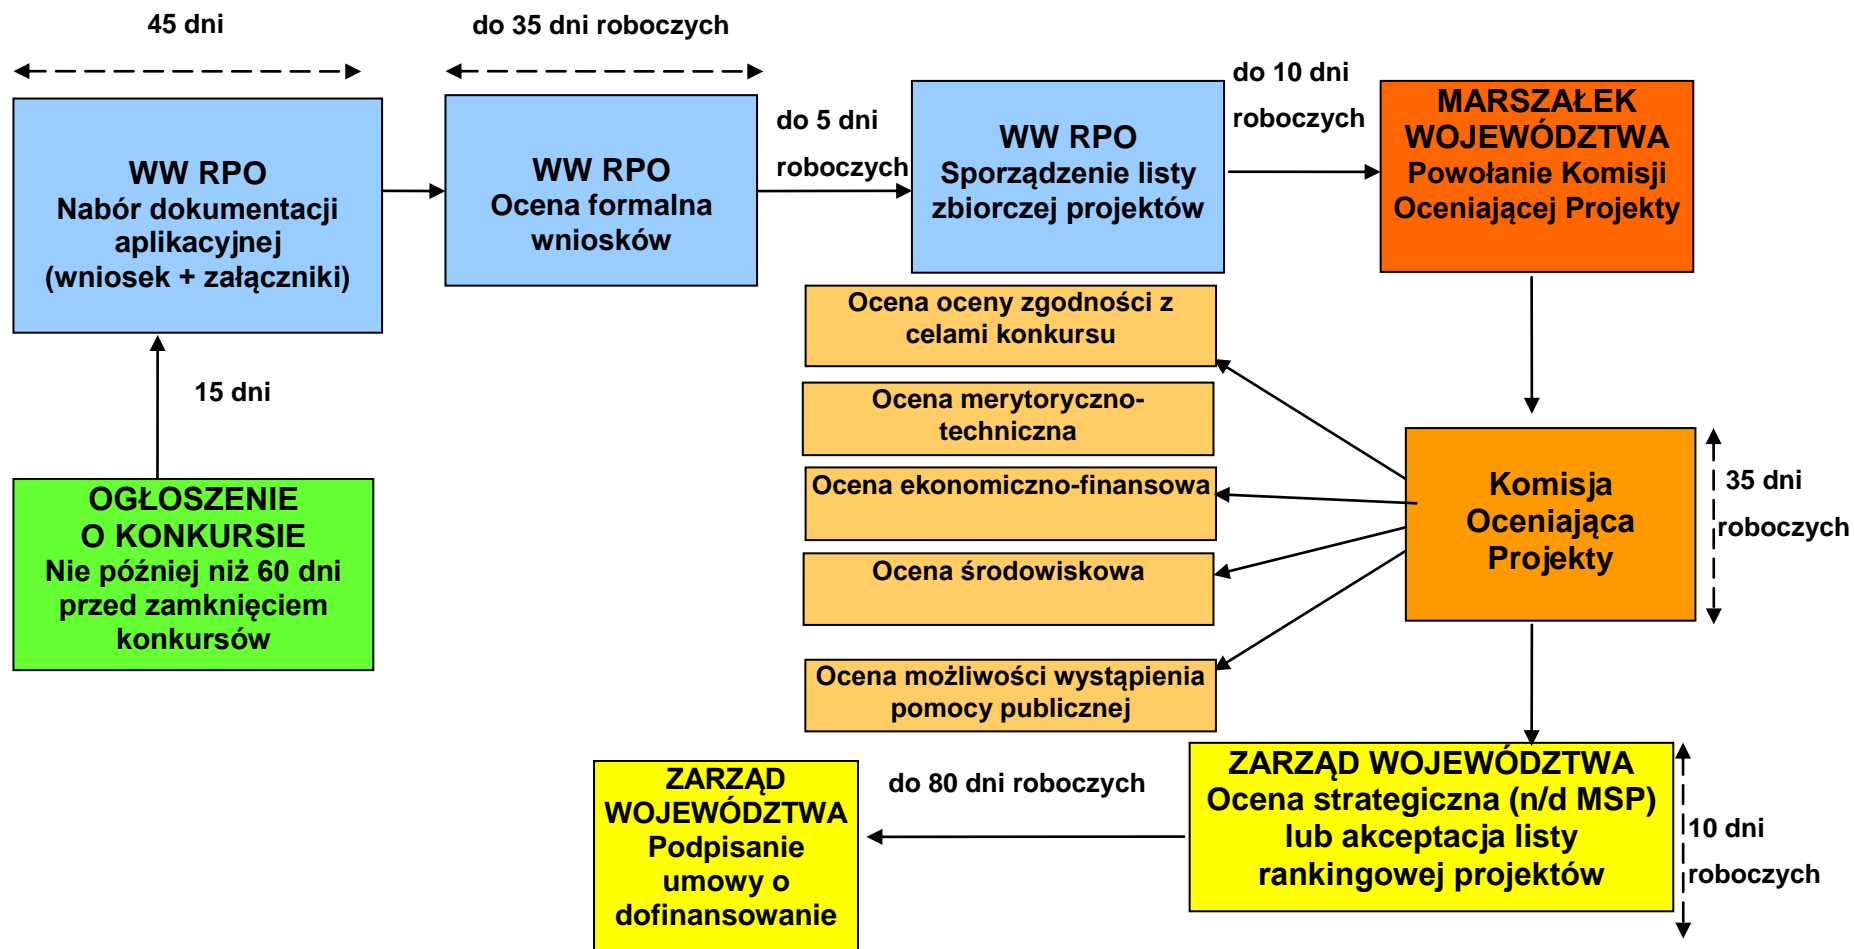 45 dni
do 35 dni roboczych
WW RPO
Nabór dokumentacji
aplikacyjnej
(wniosek + załączniki)
WW RPO
Ocena formalna
wniosków
do 5 dni
roboczych
WW RPO
Sporządzenie listy
zbiorczej projektów
do 10 dni
roboczych
MARSZAŁEK
WOJEWÓDZTWA
Powołanie Komisji
Oceniającej Projekty
15 dni
OGŁOSZENIE
O KONKURSIE
Nie później niż 60 dni
przed zamknięciem
konkursów
Ocena oceny zgodności z
celami konkursu
Ocena merytoryczno-
techniczna
Ocena ekonomiczno-finansowa
Ocena środowiskowa
Ocena możliwości wystąpienia
pomocy publicznej
Komisja
Oceniająca
Projekty
35 dni
roboczych
ZARZĄD WOJEWÓDZTWA
Ocena strategiczna (n/d MSP)
lub akceptacja listy
rankingowej projektów
10 dni
roboczych
do 80 dni roboczych
ZARZĄD
WOJEWÓDZTWA
Podpisanie
umowy o
dofinansowanie